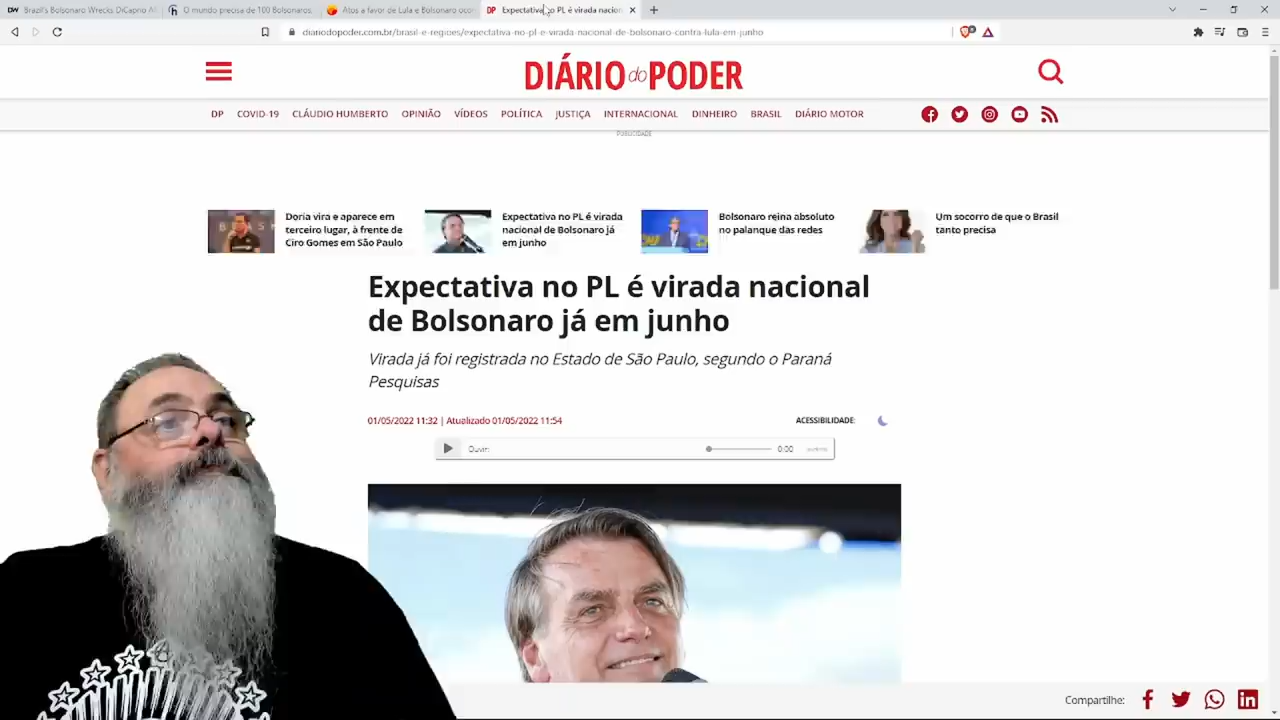 DW Brazil's Bolsonaro Wrecks DiCaprio Af
O mundo precisa de 100 Bolsonaros.
Atos a favor de Lula e Bolsonaro ocor
DP Expectativa no PL é virada nacion
diariodopoder.com.br/brasil-e-regioes/expectativa-no-pl-e-virada-nacional-de-bolsonaro-contra-lula-em-junho
DIÁRIO do PODER
DP COVID-19 CLÁUDIO HUMBERTO OPINIÃO VÍDEOS POLÍTICA JUSTIÇA INTERNACIONAL DINHEIRO BRASIL DIÁRIO MOTOR
PUBLICIDADE
Doria vira e aparece em
terceiro lugar, à frente de
Ciro Gomes em São Paulo
Expectativa no PL é virada
nacional de Bolsonaro já
em junho
Bolsonaro reina absoluto
no palanque das redes
Um socorro de que o Brasil
tanto precisa
Expectativa no PL é virada nacional
de Bolsonaro já em junho
Virada já foi registrada no Estado de São Paulo, segundo o Paraná
Pesquisas
01/05/2022 11:32 | Atualizado 01/05/2022 11:54
ACESSIBILIDADE:
Ouvir: 0:00
Compartilhe: